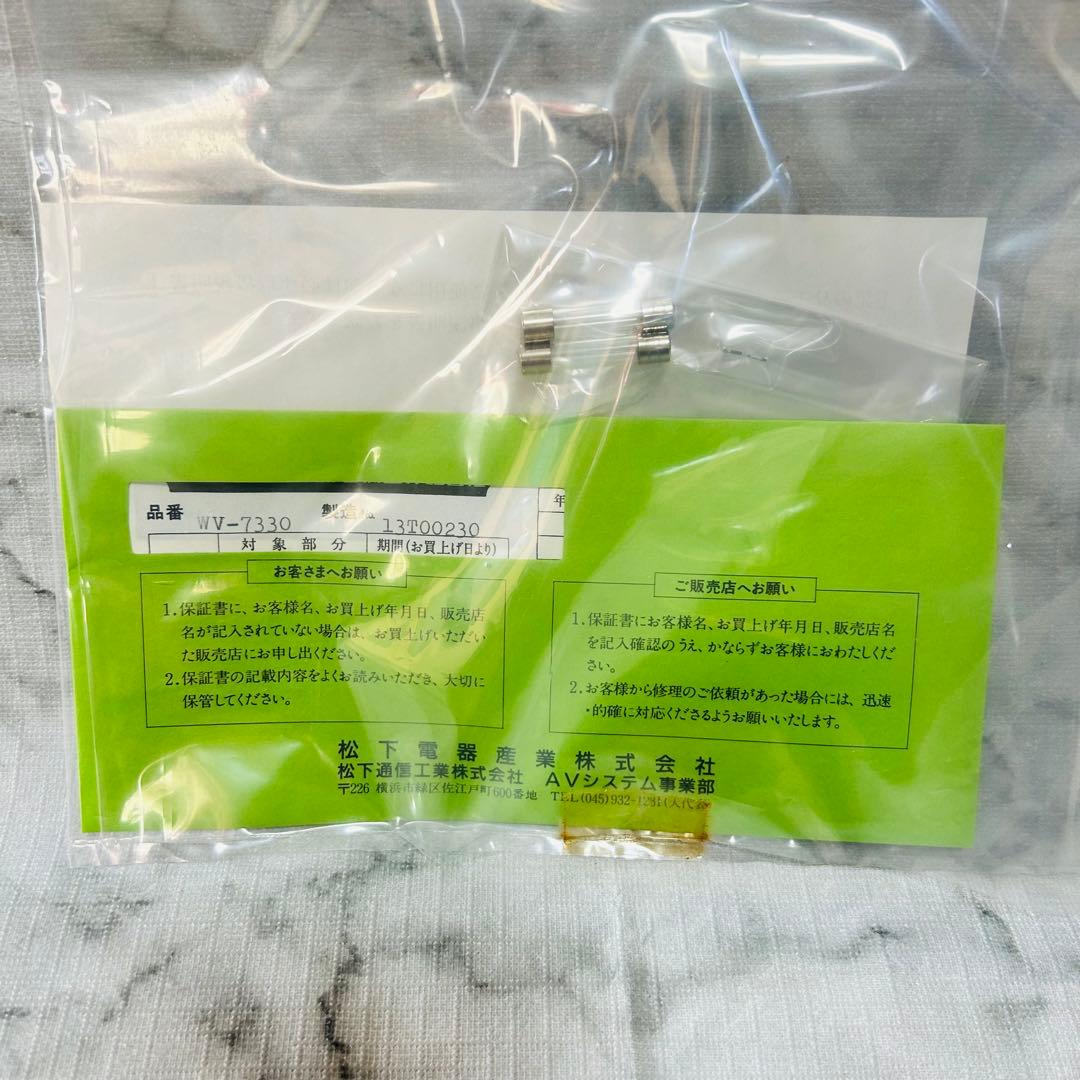 品番 WV-7330 製造№ 13T00230
年
対象部分 期間(お買上げ日より)
お客さまへお願い
1.保証書に、お客様名、お買上げ年月日、販売店
名が記入されていない場合は、お買上げいただい
た販売店にお申し出ください。
2.保証書の記載内容をよくお読みいただき、大切に
保管してください。
ご販売店へお願い
1.保証書にお客様名、お買上げ年月日、販売店名
を記入確認のうえ、かならずお客様におわたしくだ
さい。
2.お客様から修理のご依頼があった場合には、迅速
・的確に対応くださるようお願いいたします。
松下電器産業株式会社
松下通信工業株式会社 AVシステム事業部
〒226 横浜市緑区佐江戸町600番地 TEL(045)932-1231(大代表